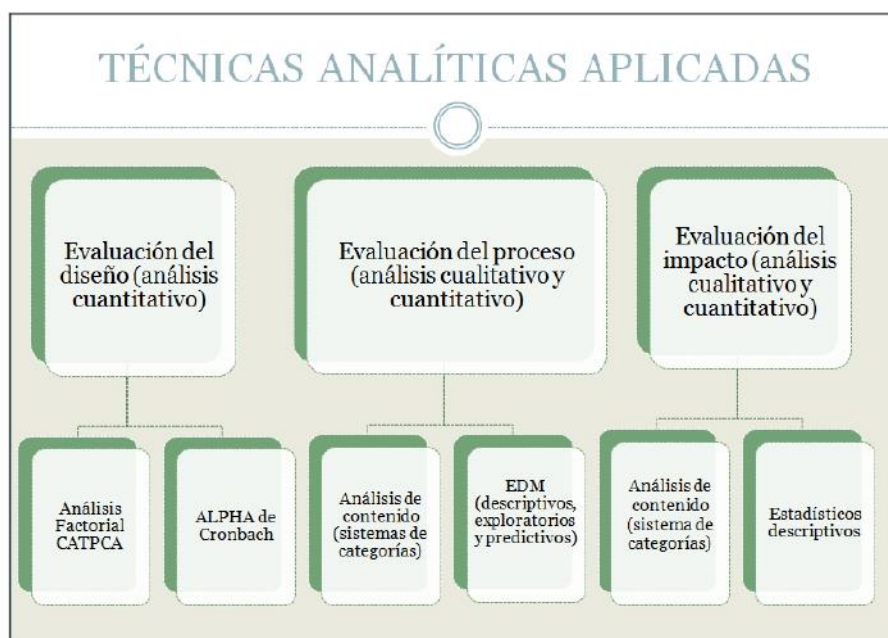 TÉCNICAS ANALÍTICAS APLICADAS
Evaluación del
diseño (análisis
cuantitativo)
Análisis
Factorial
CATPCA
ALPHA de
Cronbach
Evaluación del proceso
(análisis cualitativo y
cuantitativo)
Análisis de
contenido
(sistemas de
categorías)
EDM
(descriptivos,
exploratorios
y predictivos)
Evaluación del
impacto (análisis
cualitativo y
cuantitativo)
Análisis de
contenido
(sistema de
categorías)
Estadísticos
descriptivos